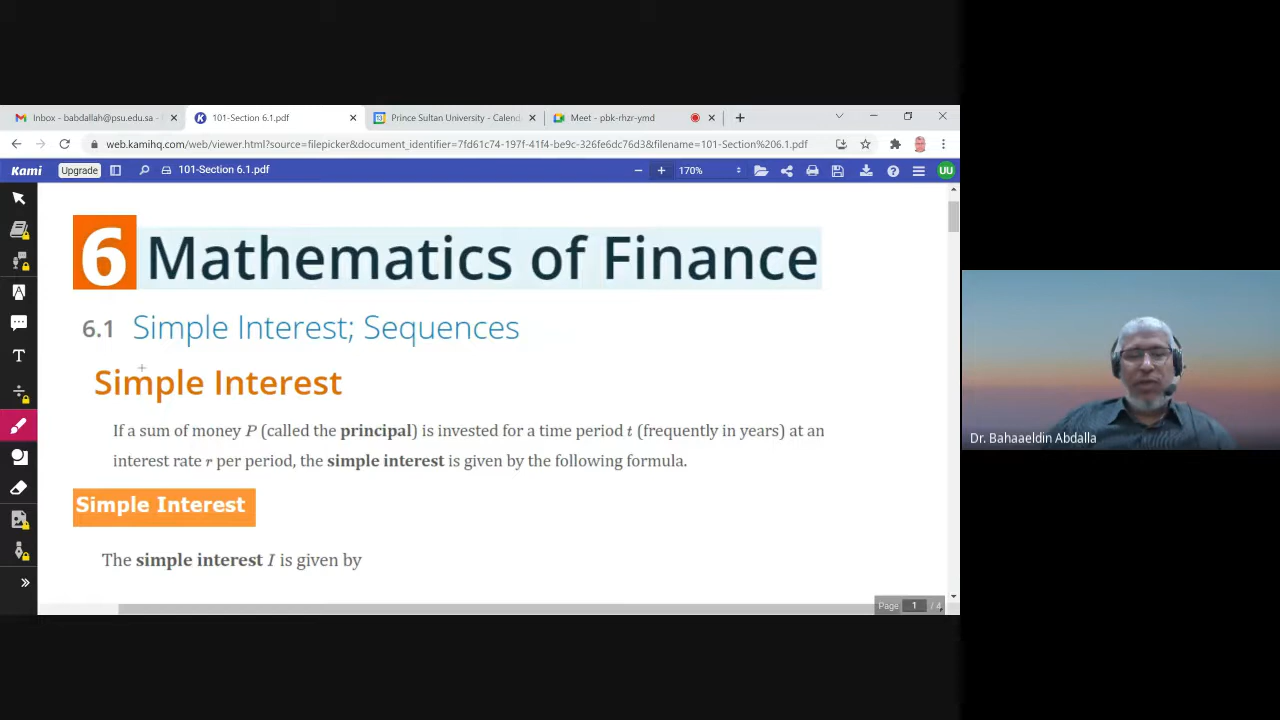 Inbox - babdallah@psu.edu.sa -
101-Section 6.1.pdf
Prince Sultan University - Calend
Meet - pbk-rhzr-ymd
web.kamihq.com/web/viewer.html?source=filepicker&document_identifier=7fd61c74-197f-41f4-be9c-326fe6dc76d3&filename=101-Section%206.1.pdf
Kami
Upgrade
101-Section 6.1.pdf
170%
UU
6 Mathematics of Finance
6.1 Simple Interest; Sequences
Simple Interest
If a sum of money P (called the principal) is invested for a time period t (frequently in years) at an
interest rate r per period, the simple interest is given by the following formula.
Simple Interest
The simple interest I is given by
Page 1 / 4
Dr. Bahaaeldin Abdalla